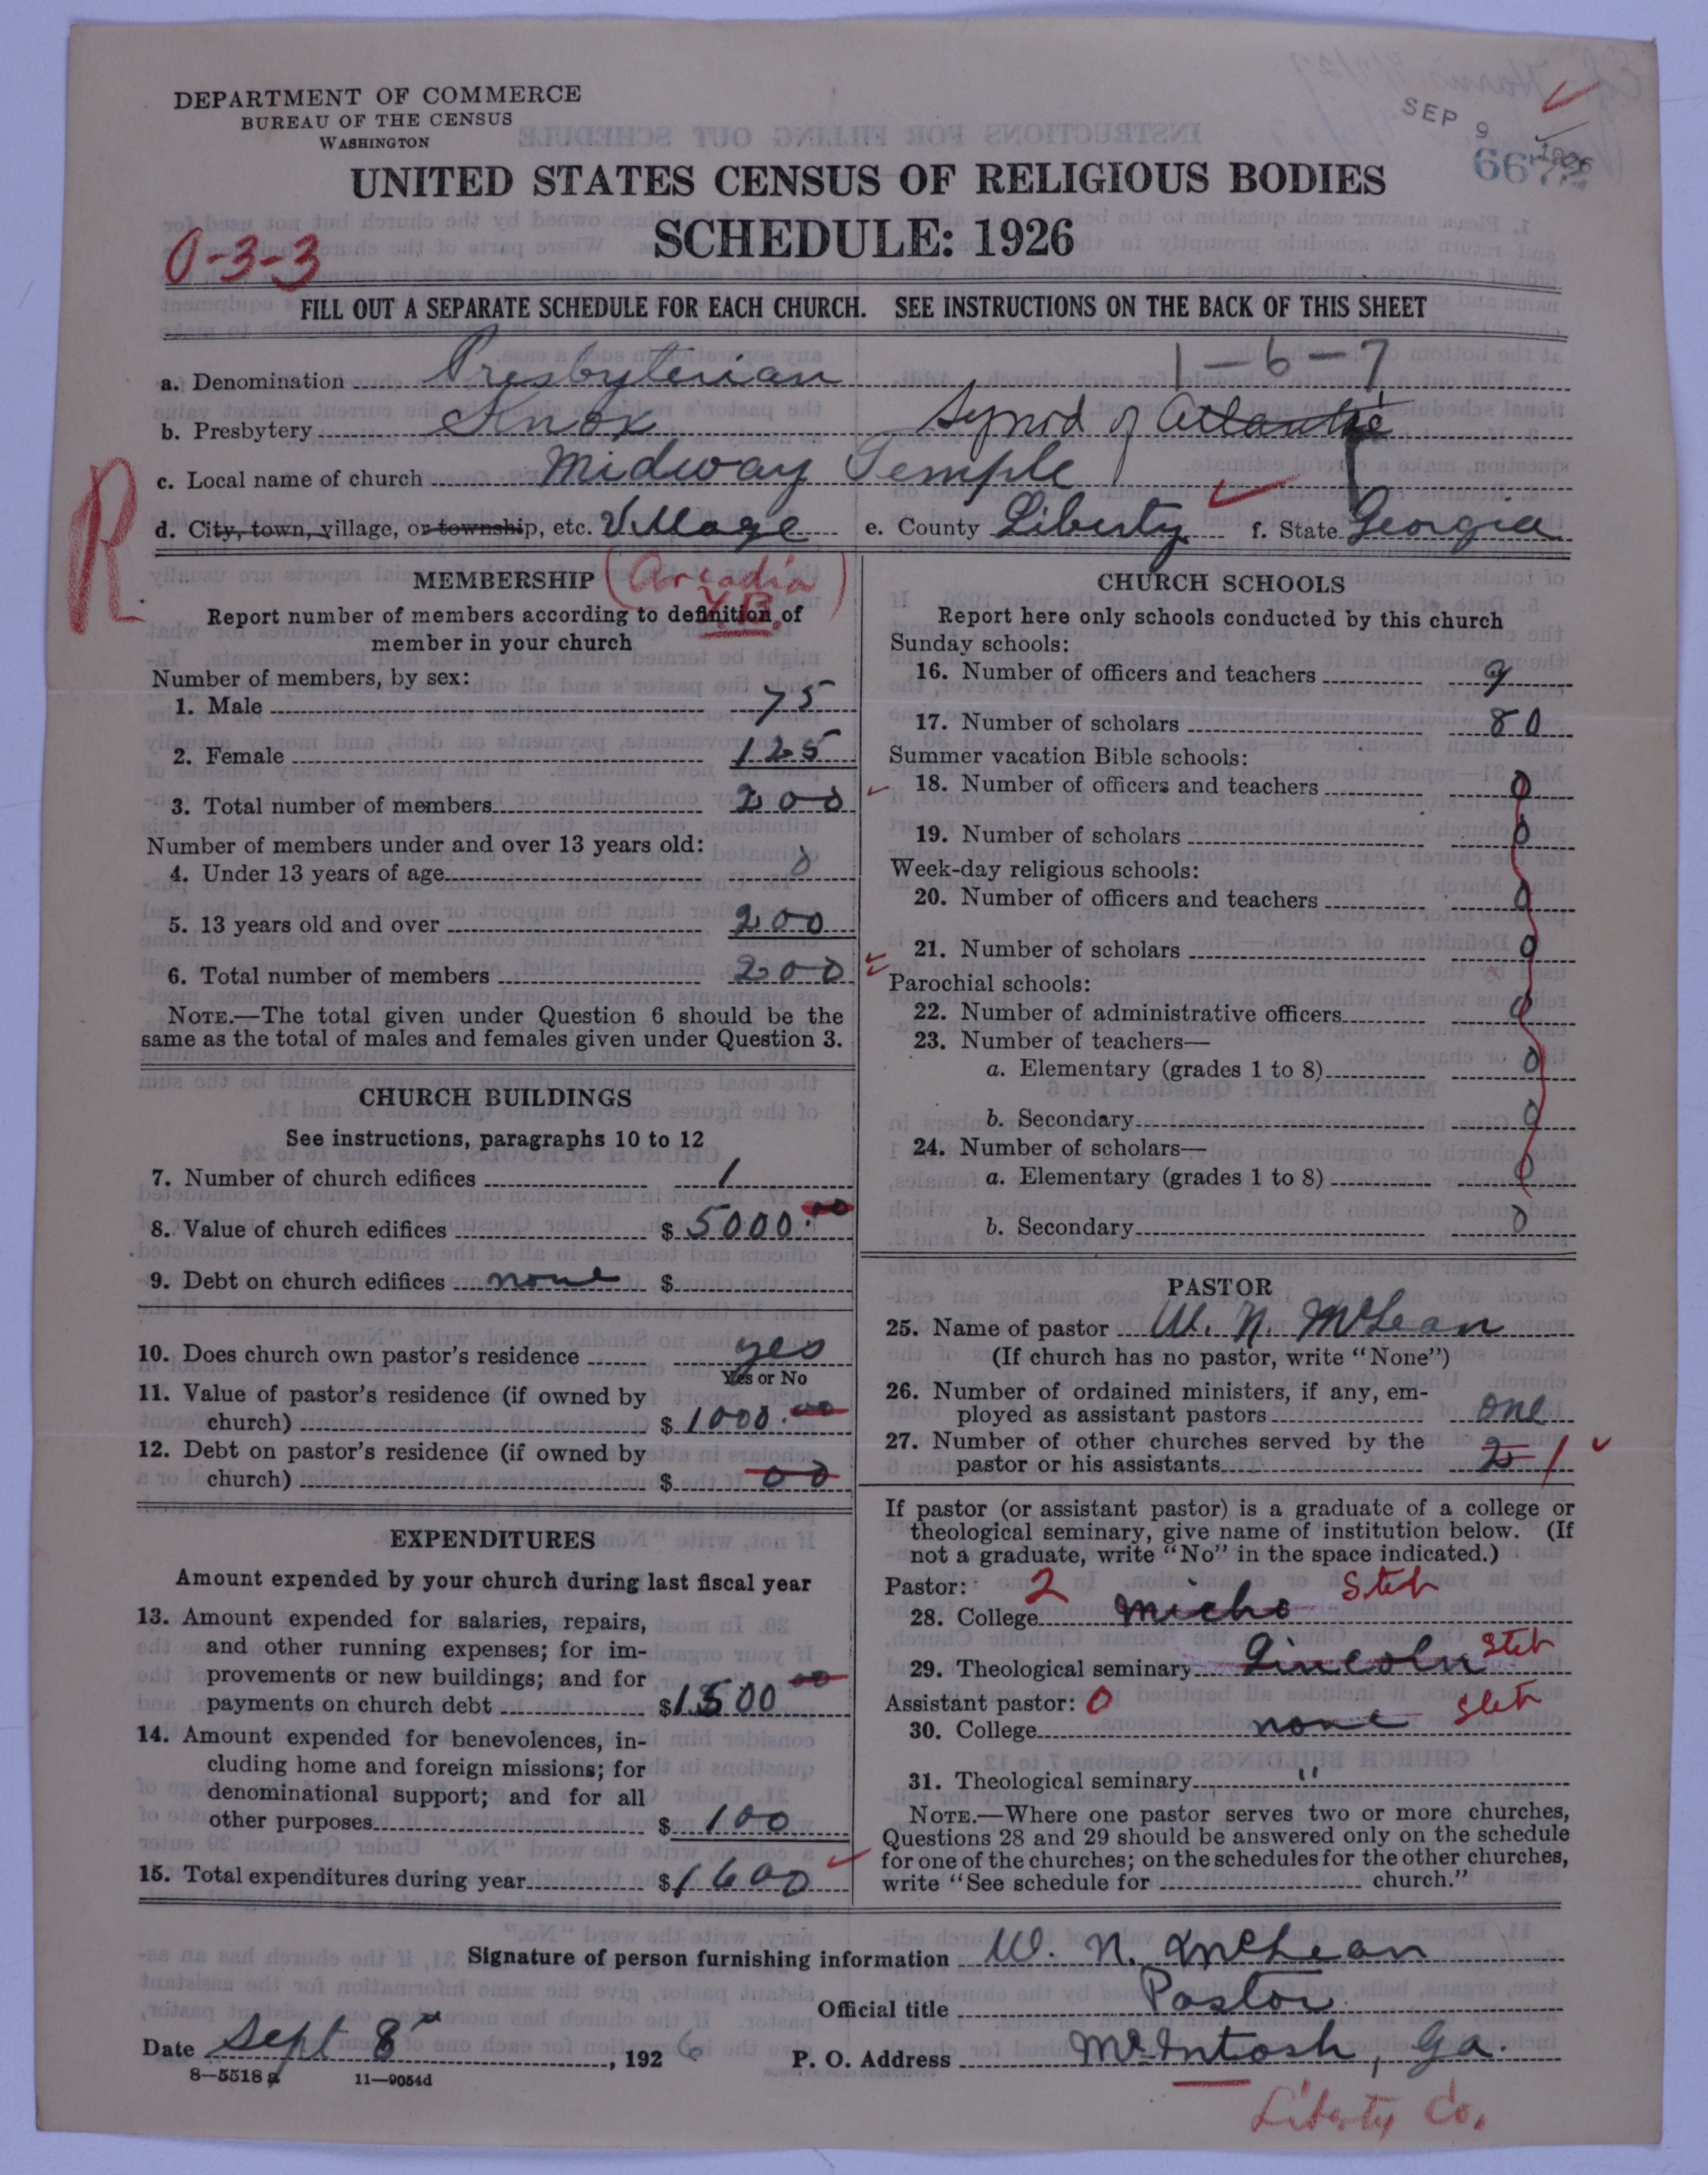 DEPARTMENT OF COMMERCE
BUREAU OF THE CENSUS
WASHINGTON
SEP 9 1926
UNITED STATES CENSUS OF RELIGIOUS BODIES
SCHEDULE: 1926
0-3-3
FILL OUT A SEPARATE SCHEDULE FOR EACH CHURCH. SEE INSTRUCTIONS ON THE BACK OF THIS SHEET
a. Denomination Presbyterian 1-6-7
b. Presbytery Knox Synod of Atlantic
c. Local name of church Midway Temple
R
d. City, town, village, or township, etc. Village e. County Liberty f. State Georgia
(Arcadia)
Y.B.
MEMBERSHIP
Report number of members according to definition of
member in your church
Number of members, by sex:
1. Male 75
2. Female 125
3. Total number of members 200
Number of members under and over 13 years old:
4. Under 13 years of age 0
5. 13 years old and over 200
6. Total number of members 200
NOTE.—The total given under Question 6 should be the
same as the total of males and females given under Question 3.
CHURCH BUILDINGS
See instructions, paragraphs 10 to 12
7. Number of church edifices 1
8. Value of church edifices $ 5000.00
9. Debt on church edifices none $
10. Does church own pastor's residence yes
Yes or No
11. Value of pastor's residence (if owned by
church) $ 1000.00
12. Debt on pastor's residence (if owned by
church) $ 00
EXPENDITURES
Amount expended by your church during last fiscal year
13. Amount expended for salaries, repairs,
and other running expenses; for im-
provements or new buildings; and for
payments on church debt $ 1500 00
14. Amount expended for benevolences, in-
cluding home and foreign missions; for
denominational support; and for all
other purposes $ 100
15. Total expenditures during year $ 1600
CHURCH SCHOOLS
Report here only schools conducted by this church
Sunday schools:
16. Number of officers and teachers 9
17. Number of scholars 80
Summer vacation Bible schools:
18. Number of officers and teachers 0
19. Number of scholars 0
Week-day religious schools:
20. Number of officers and teachers 0
21. Number of scholars 0
Parochial schools:
22. Number of administrative officers 0
23. Number of teachers—
a. Elementary (grades 1 to 8) 0
b. Secondary 0
24. Number of scholars—
a. Elementary (grades 1 to 8) 0
b. Secondary 0
PASTOR
25. Name of pastor W. N. McLean
(If church has no pastor, write "None")
26. Number of ordained ministers, if any, em-
ployed as assistant pastors one
27. Number of other churches served by the
pastor or his assistants 2 1
If pastor (or assistant pastor) is a graduate of a college or
theological seminary, give name of institution below. (If
not a graduate, write "No" in the space indicated.)
Pastor: 2
28. College
29. Theological seminary Lincoln
Assistant pastor: 0
30. College none
31. Theological seminary "
NOTE.—Where one pastor serves two or more churches,
Questions 28 and 29 should be answered only on the schedule
for one of the churches; on the schedules for the other churches,
write "See schedule for church."
Signature of person furnishing information W. N. McLean
Official title Pastor
Date Sept 8th, 1926 P. O. Address McIntosh, Ga.
8—5518 a 11—9054d
Liberty Co.